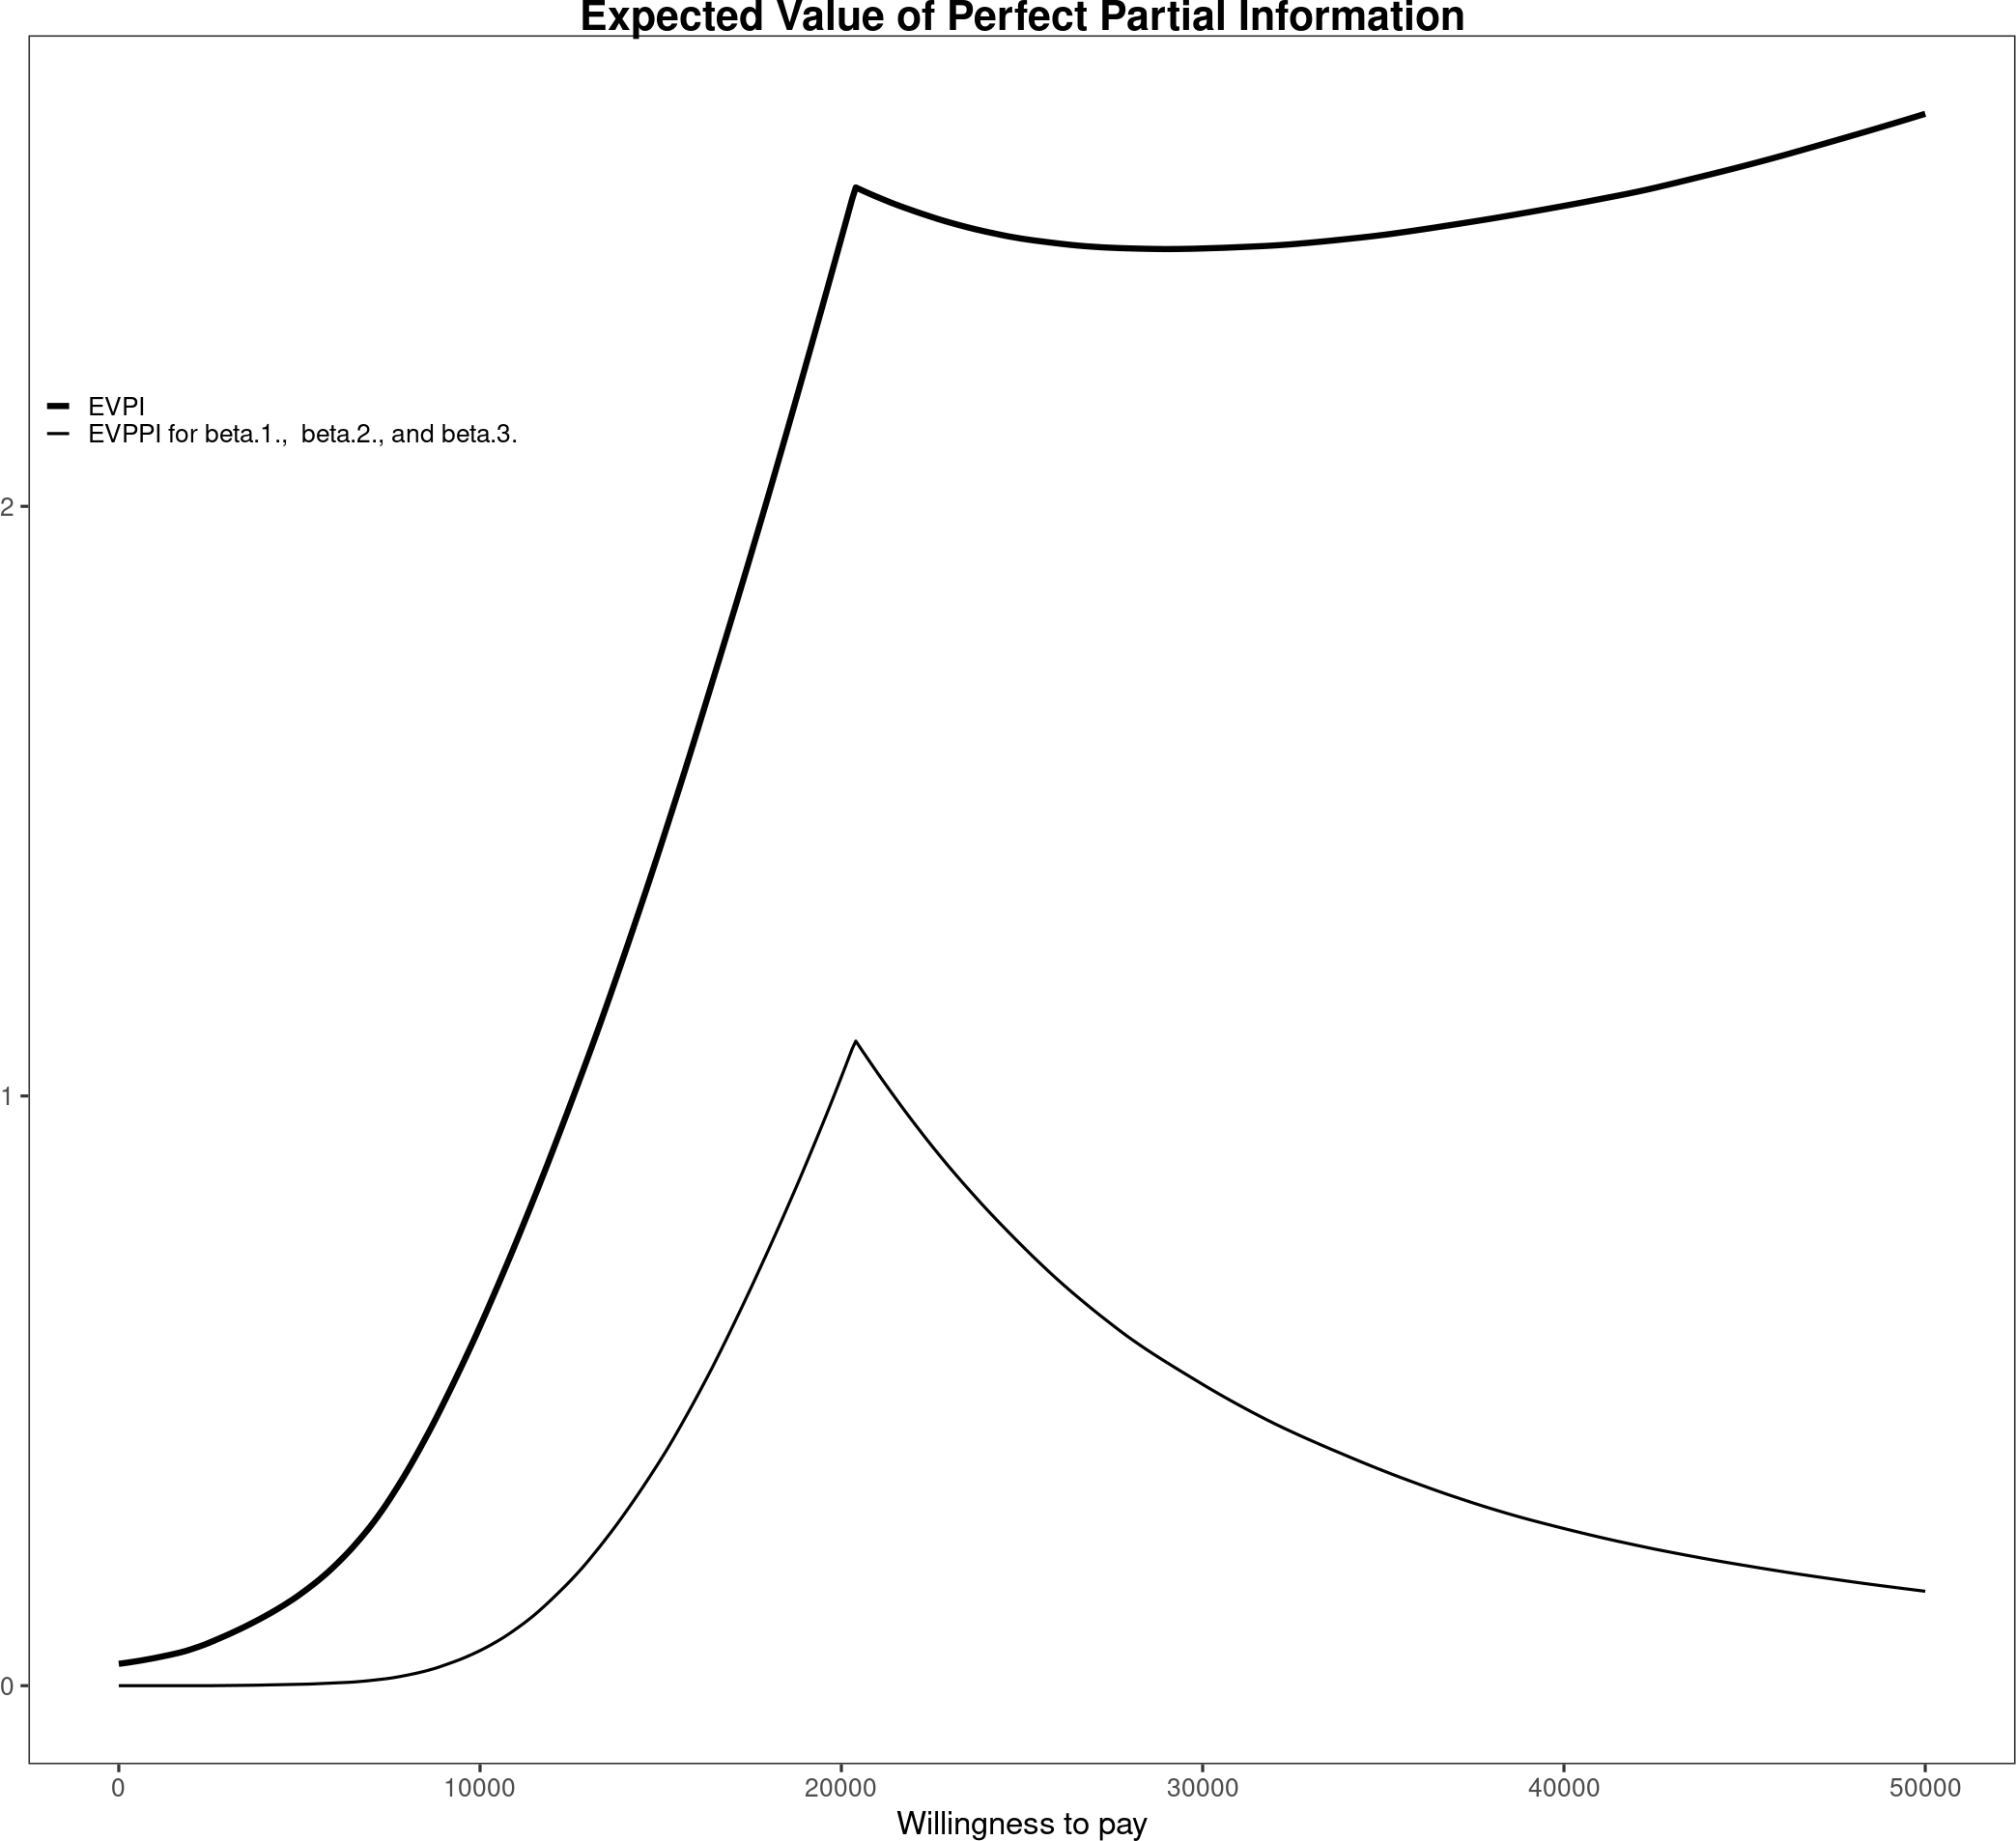 Expected Value of Perfect Partial Information
EVPI
EVPPI for beta.1.,  beta.2., and beta.3.
2
1
0
0 10000 20000 30000 40000 50000
Willingness to pay